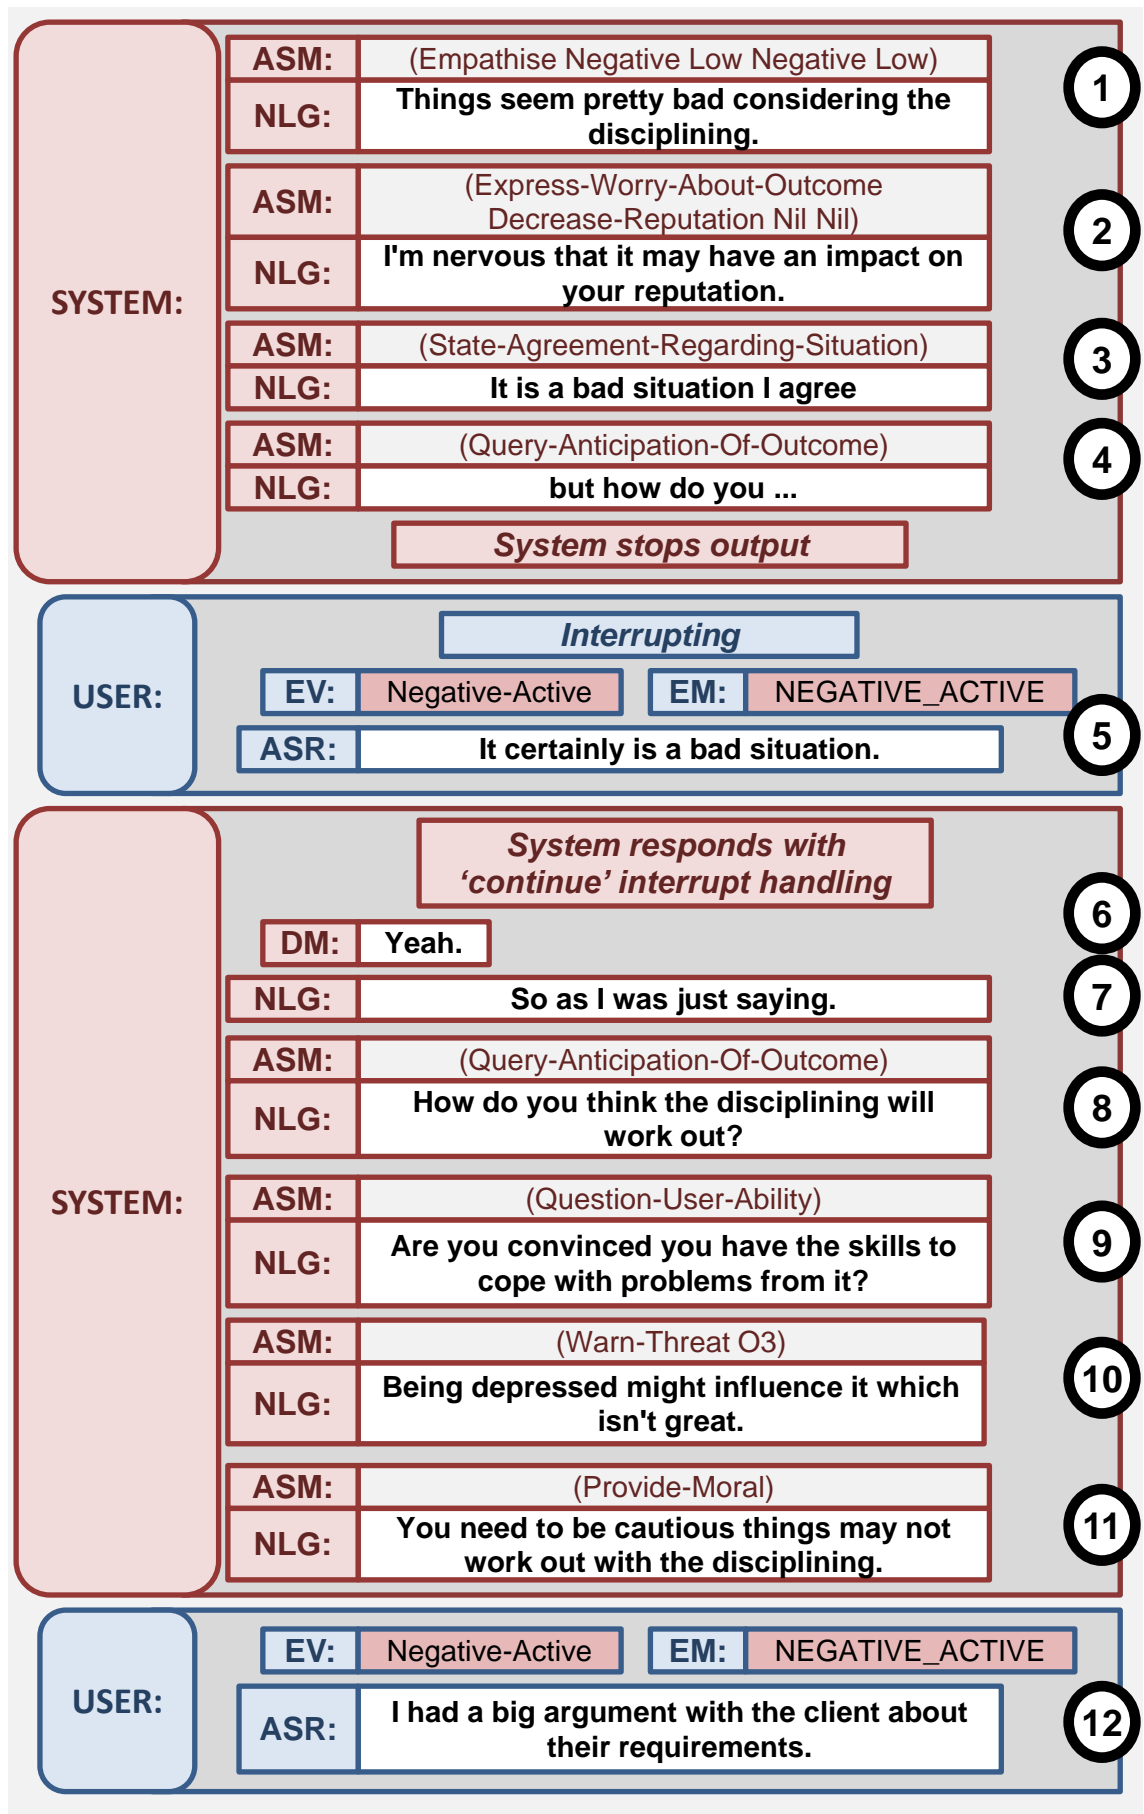 SYSTEM:
ASM: (Empathise Negative Low Negative Low)
1
NLG: Things seem pretty bad considering the
disciplining.
ASM: (Express-Worry-About-Outcome
Decrease-Reputation Nil Nil)
2
NLG: I'm nervous that it may have an impact on
your reputation.
ASM: (State-Agreement-Regarding-Situation)
3
NLG: It is a bad situation I agree
ASM: (Query-Anticipation-Of-Outcome)
4
NLG: but how do you ...
System stops output
USER:
Interrupting
EV: Negative-Active EM: NEGATIVE_ACTIVE
5
ASR: It certainly is a bad situation.
SYSTEM:
System responds with
‘continue’ interrupt handling
6
DM: Yeah.
7
NLG: So as I was just saying.
ASM: (Query-Anticipation-Of-Outcome)
8
NLG: How do you think the disciplining will
work out?
ASM: (Question-User-Ability)
9
NLG: Are you convinced you have the skills to
cope with problems from it?
ASM: (Warn-Threat O3)
10
NLG: Being depressed might influence it which
isn't great.
ASM: (Provide-Moral)
11
NLG: You need to be cautious things may not
work out with the disciplining.
USER:
EV: Negative-Active EM: NEGATIVE_ACTIVE
12
ASR: I had a big argument with the client about
their requirements.